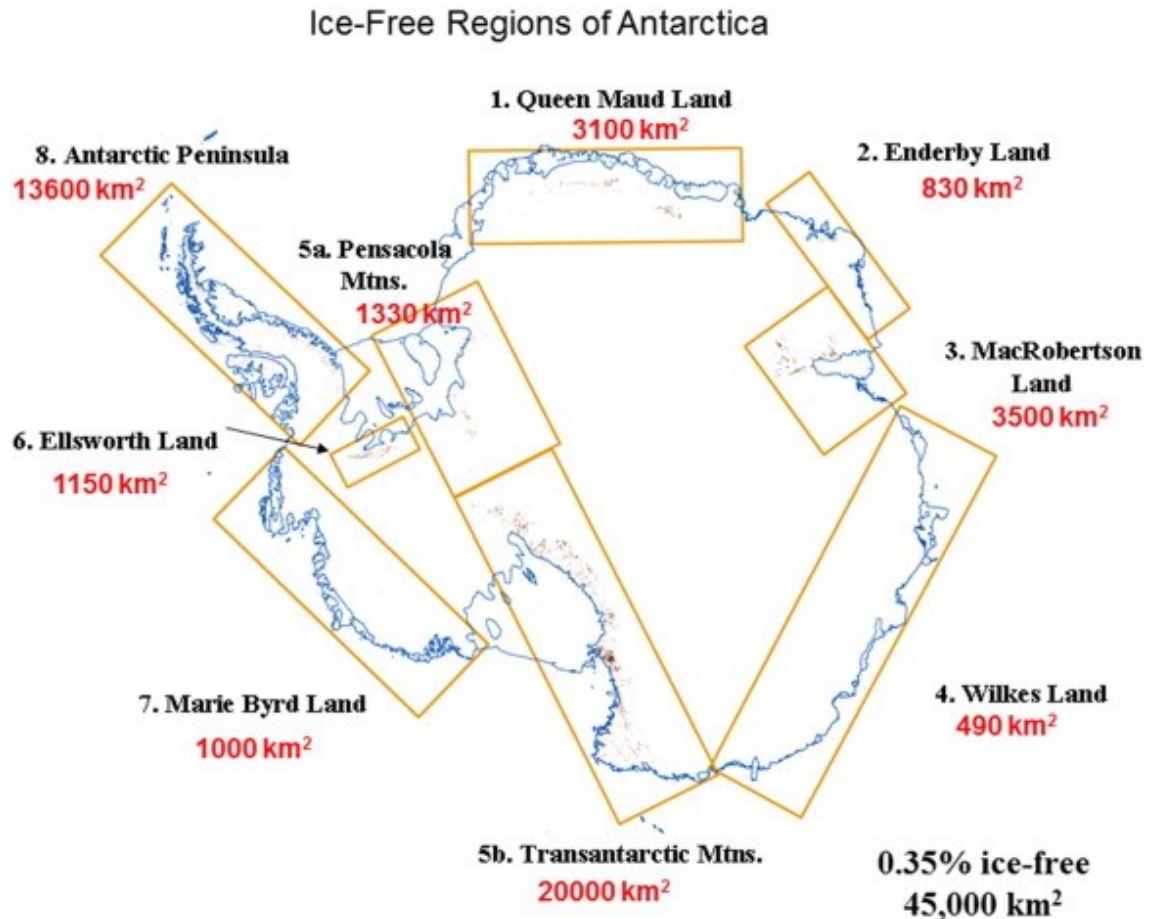 Ice-Free Regions of Antarctica
1. Queen Maud Land
3100 km²
8. Antarctic Peninsula
13600 km²
2. Enderby Land
830 km²
5a. Pensacola
Mtns.
1330 km²
3. MacRobertson
Land
3500 km²
6. Ellsworth Land
1150 km²
7. Marie Byrd Land
1000 km²
4. Wilkes Land
490 km²
5b. Transantarctic Mtns.
20000 km²
0.35% ice-free
45,000 km²